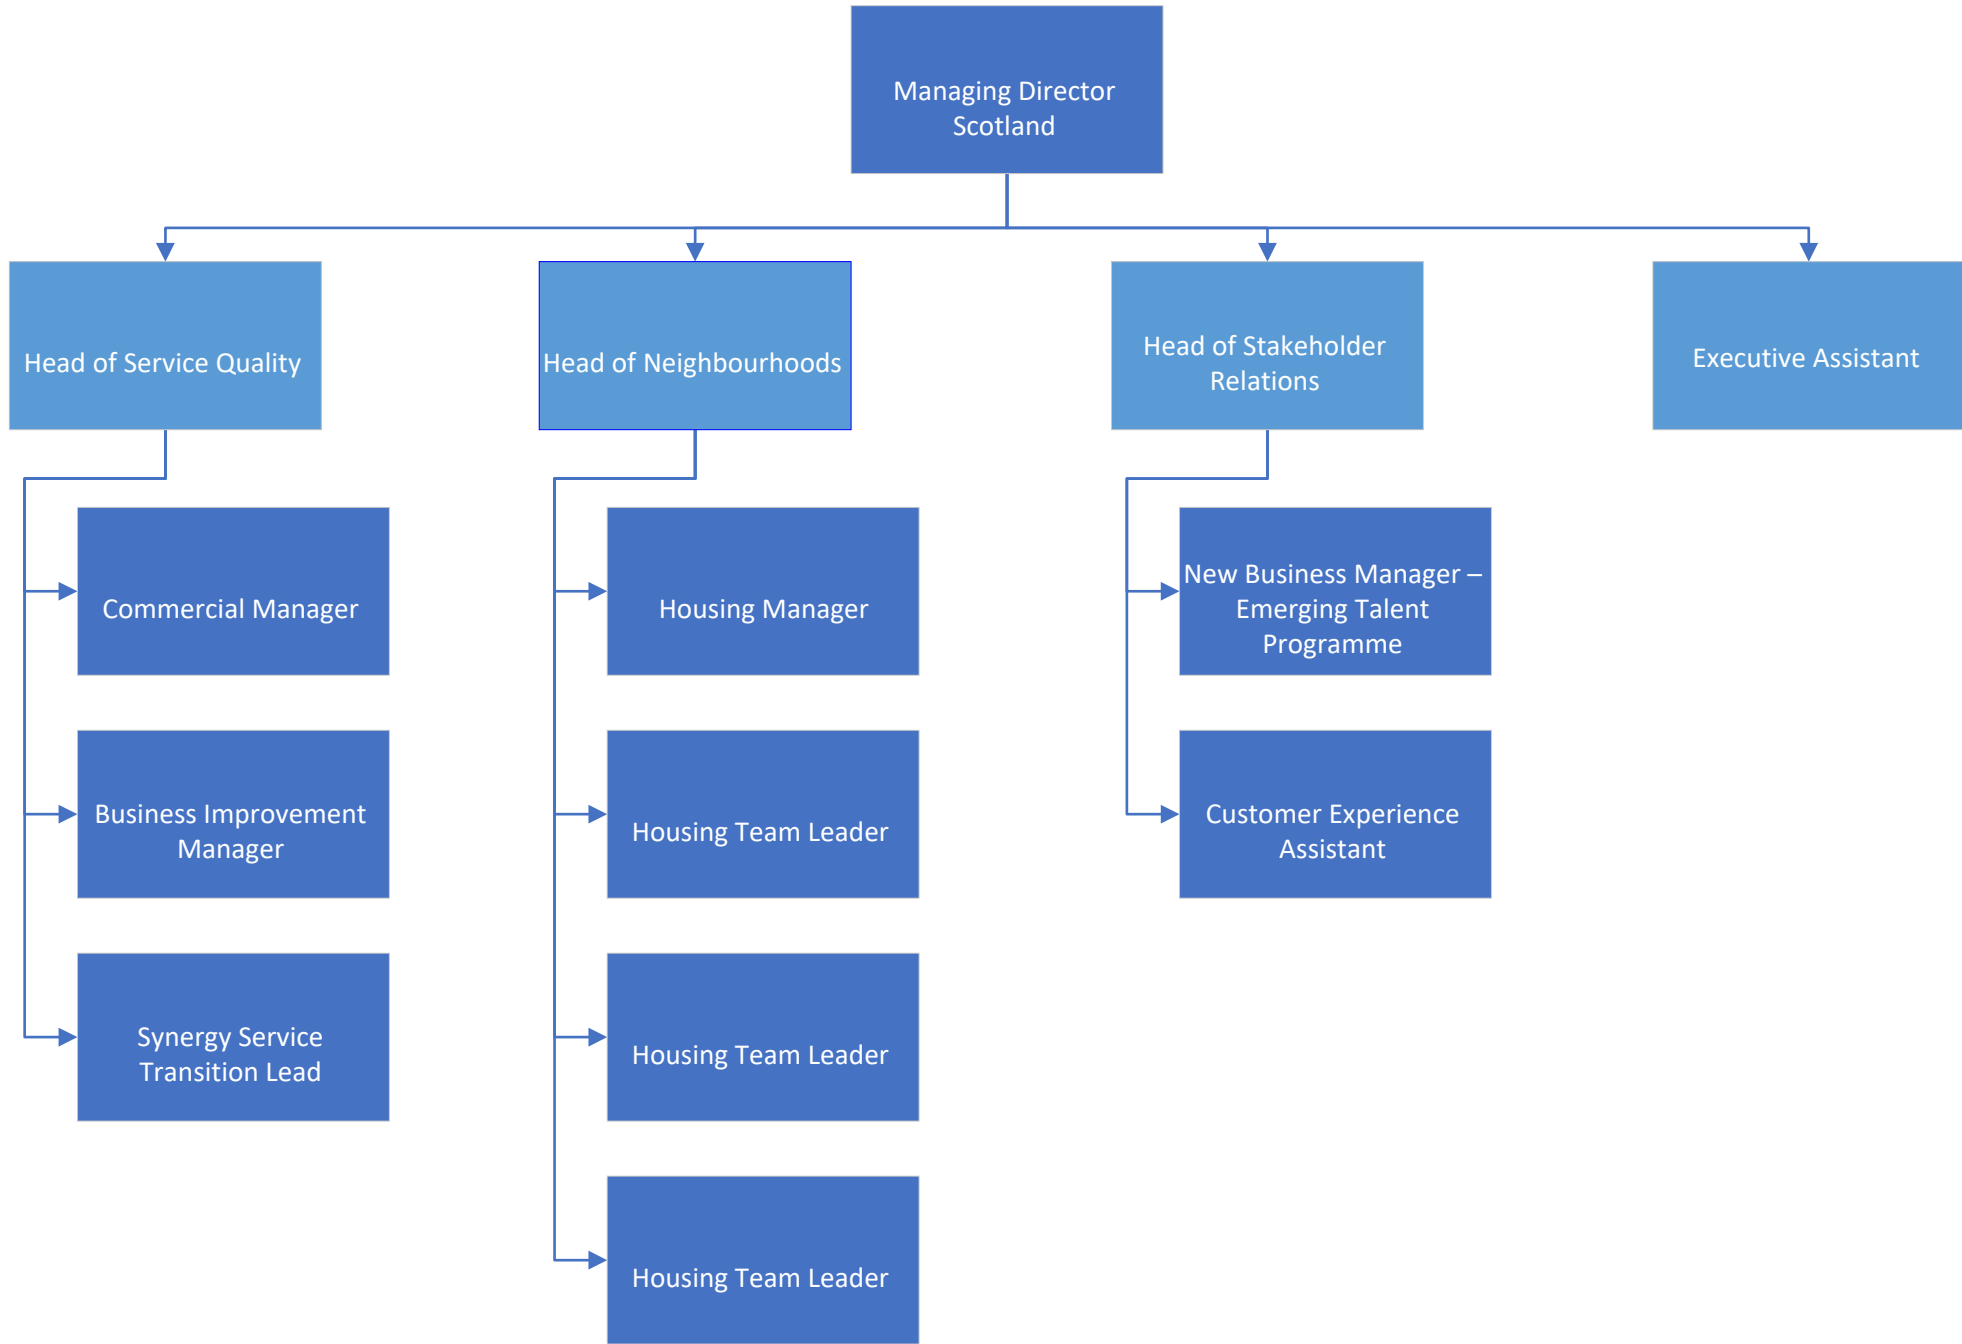 Managing Director
Scotland
Head of Service Quality
Head of Neighbourhoods
Head of Stakeholder
Relations
Executive Assistant
Commercial Manager
Housing Manager
New Business Manager –
Emerging Talent
Programme
Business Improvement
Manager
Housing Team Leader
Customer Experience
Assistant
Synergy Service
Transition Lead
Housing Team Leader
Housing Team Leader